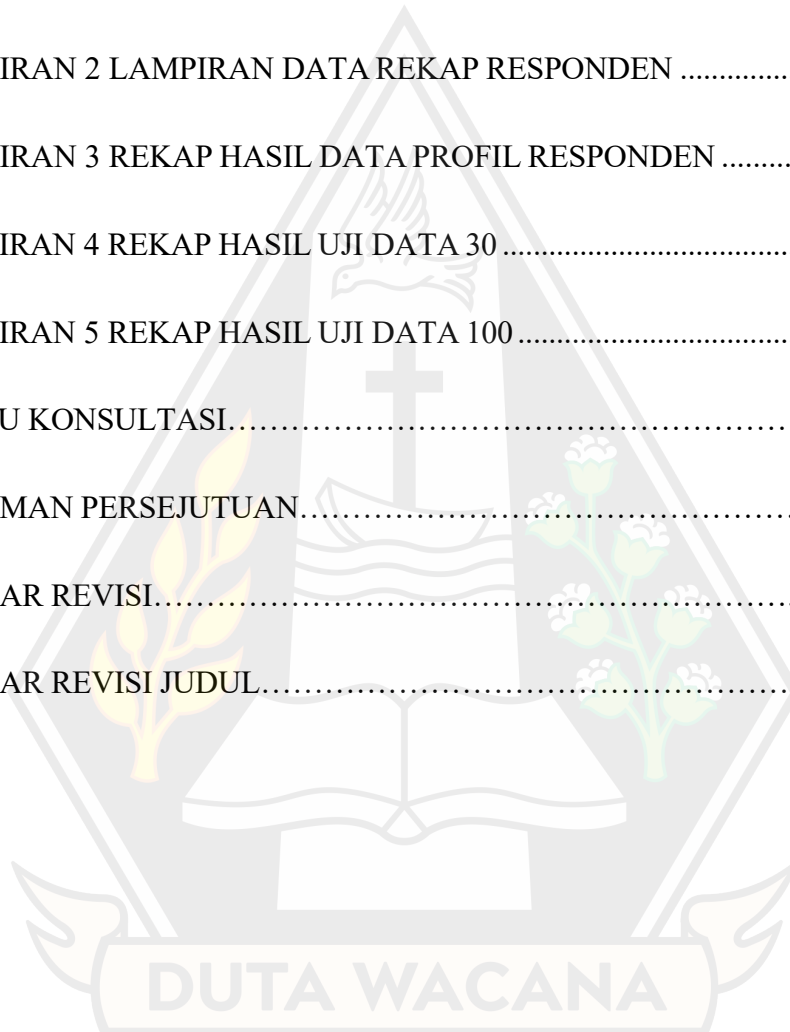 IRAN 2 LAMPIRAN DATA REKAP RESPONDEN ..............
IRAN 3 REKAP HASIL DATA PROFIL RESPONDEN .........
IRAN 4 REKAP HASIL UJI DATA 30 .....................................
IRAN 5 REKAP HASIL UJI DATA 100 ...................................
U KONSULTASI……………………………………………………
MAN PERSEJUTUAN……………………………………………
AR REVISI……………………………………………………………
AR REVISI JUDUL…………………………………………………
DUTA WACANA